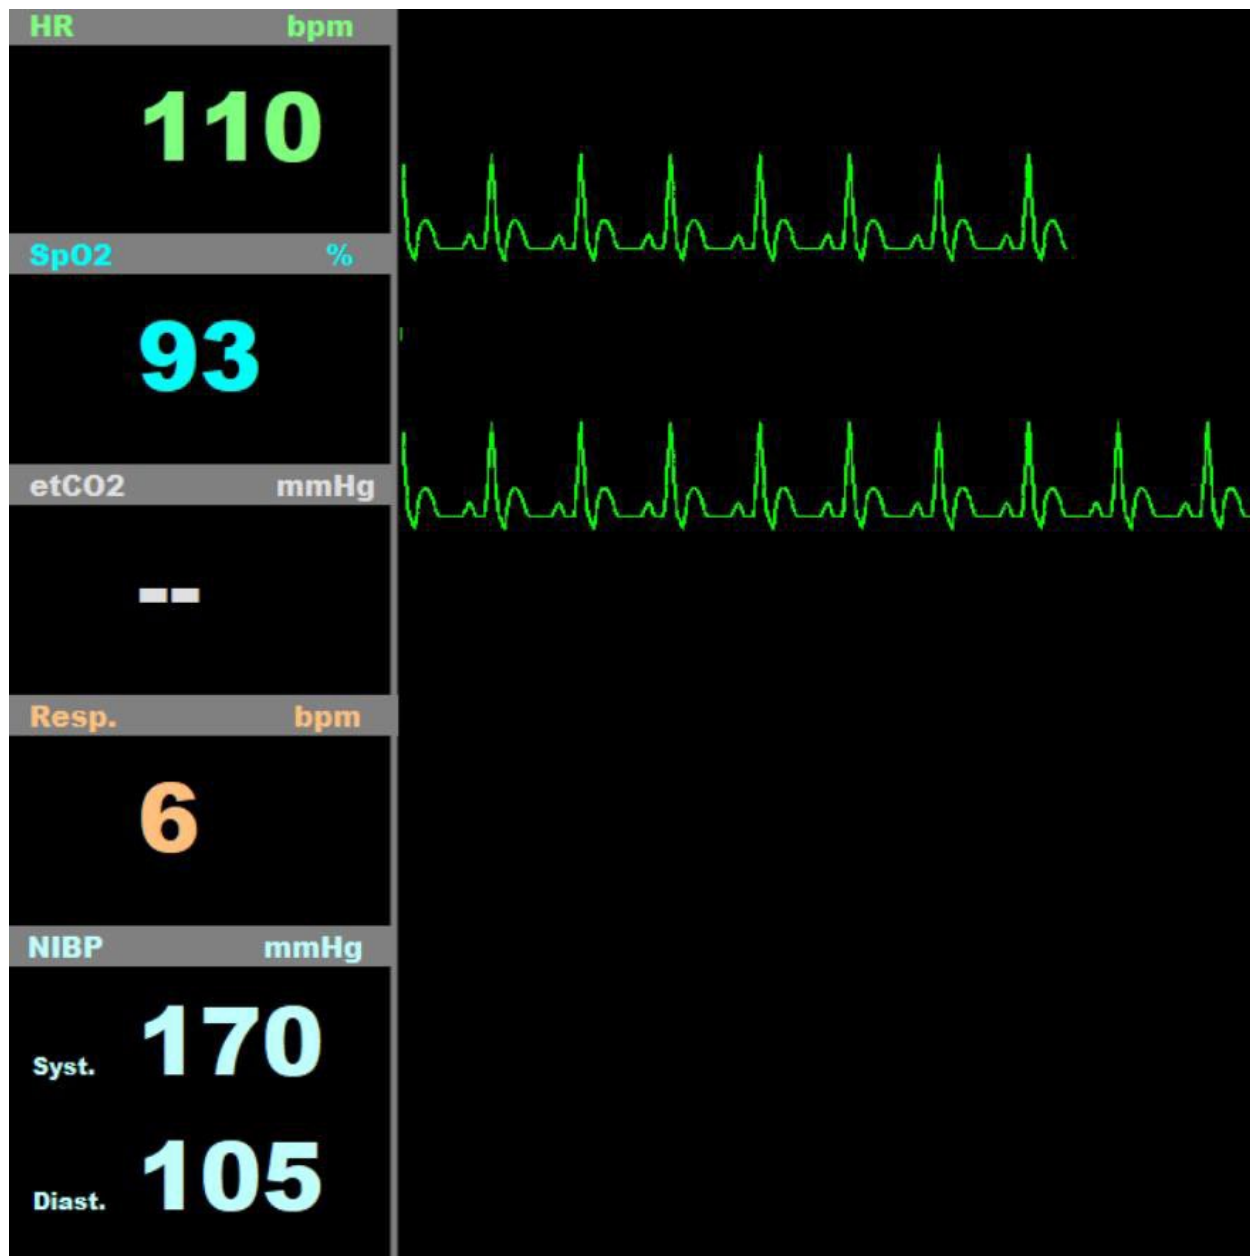 HR bpm
110
SpO2 %
93
etCO2 mmHg
--
Resp. bpm
6
NIBP mmHg
Syst. 170
Diast. 105